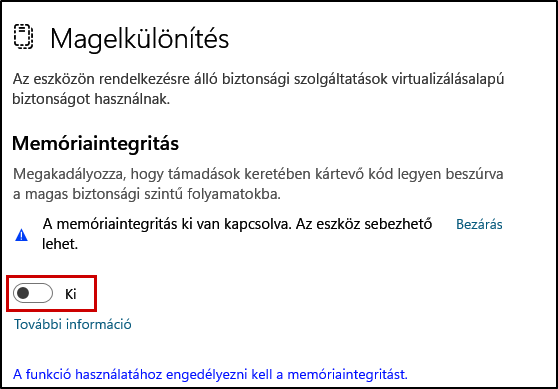 Magelkülönítés
Az eszközön rendelkezésre álló biztonsági szolgáltatások virtualizálásalapú
biztonságot használnak.
Memóriaintegritás
Megakadályozza, hogy támadások keretében kártevő kód legyen beszúrva
a magas biztonsági szintű folyamatokba.
A memóriaintegritás ki van kapcsolva. Az eszköz sebezhető
lehet.
Bezárás
Ki
További információ
A funkció használatához engedélyezni kell a memóriaintegritást.